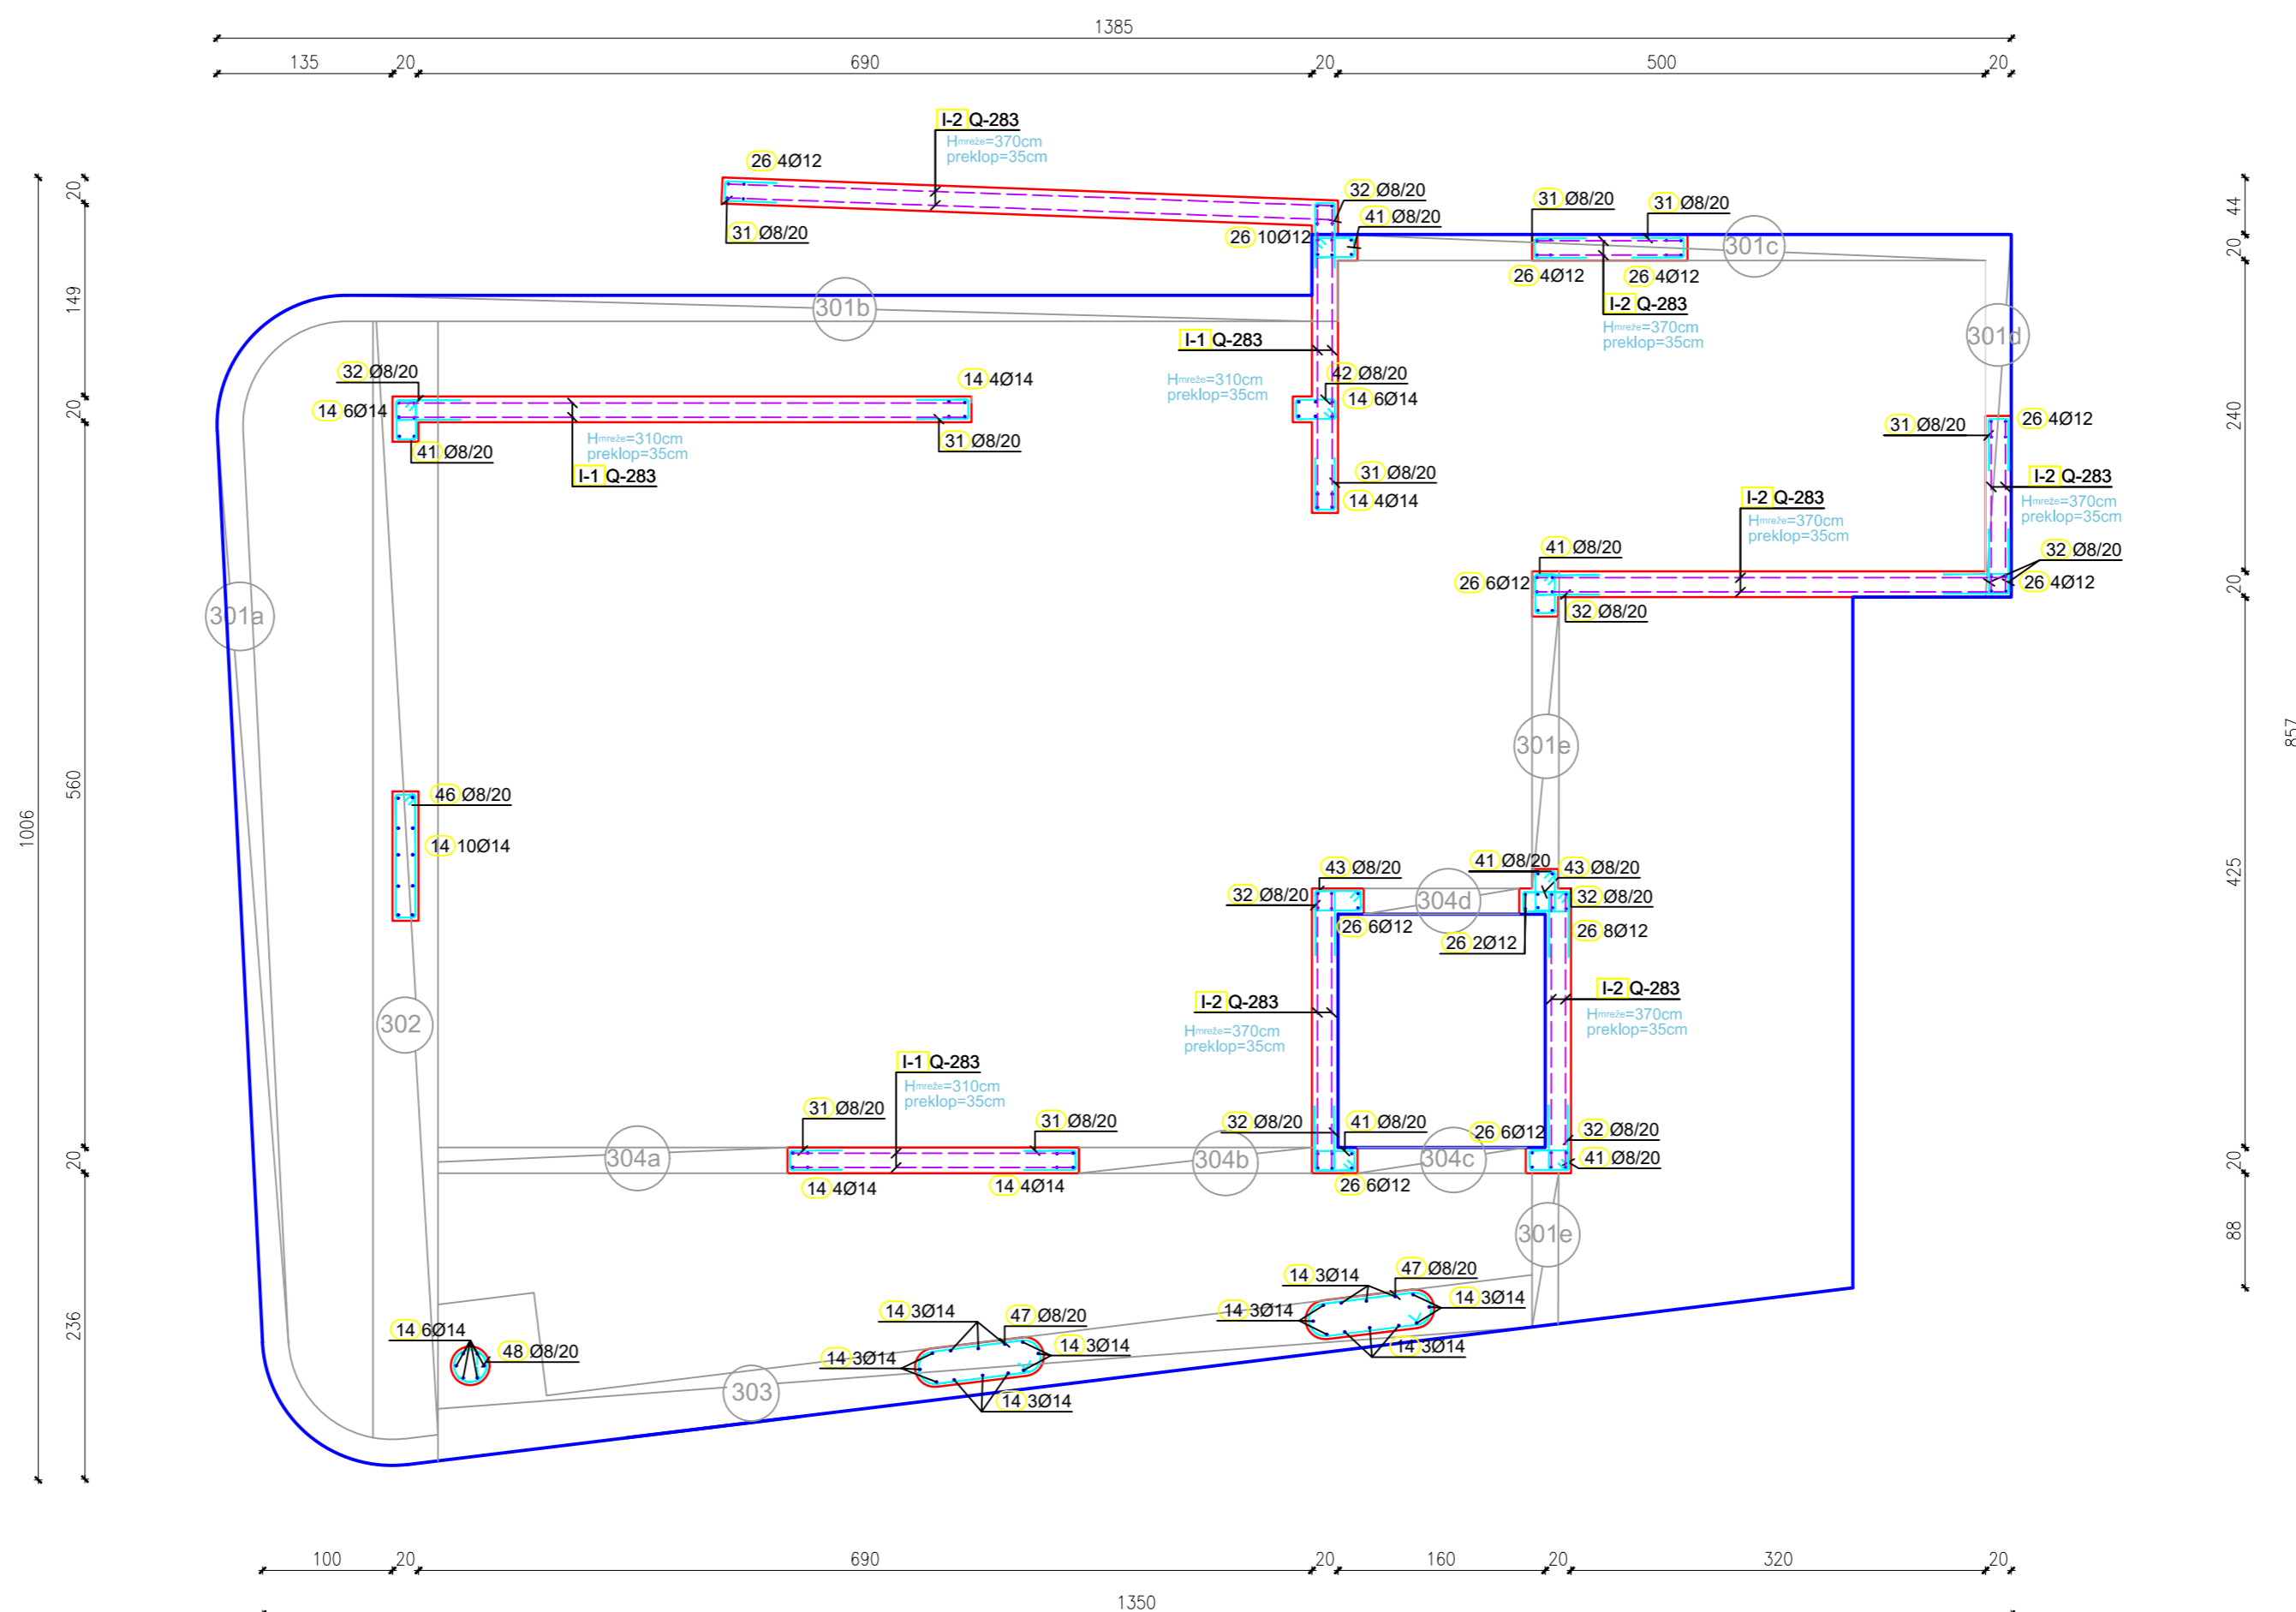 1385
135 20 690 20 500 20
I-2 Q-283
Hmreže=370cm
preklop=35cm
26 4Ø12
31 Ø8/20
32 Ø8/20
41 Ø8/20
26 10Ø12
31 Ø8/20
31 Ø8/20
301c
26 4Ø12
26 4Ø12
I-2 Q-283
Hmreže=370cm
preklop=35cm
20
149
20
560
1006
20
236
44
20
240
20
425
857
20
88
301b
301d
I-1 Q-283
Hmreže=310cm
preklop=35cm
42 Ø8/20
14 6Ø14
32 Ø8/20
14 6Ø14
41 Ø8/20
14 4Ø14
31 Ø8/20
Hmreže=310cm
preklop=35cm
I-1 Q-283
31 Ø8/20
14 4Ø14
31 Ø8/20
26 4Ø12
I-2 Q-283
Hmreže=370cm
preklop=35cm
I-2 Q-283
Hmreže=370cm
preklop=35cm
32 Ø8/20
26 4Ø12
41 Ø8/20
26 6Ø12
32 Ø8/20
301a
301e
46 Ø8/20
14 10Ø14
43 Ø8/20
32 Ø8/20
41 Ø8/20
43 Ø8/20
304d
32 Ø8/20
26 6Ø12
26 2Ø12
26 8Ø12
I-2 Q-283
Hmreže=370cm
preklop=35cm
I-2 Q-283
Hmreže=370cm
preklop=35cm
302
I-1 Q-283
Hmreže=310cm
preklop=35cm
31 Ø8/20
31 Ø8/20
32 Ø8/20
41 Ø8/20
26 6Ø12
32 Ø8/20
41 Ø8/20
304a
304b
304c
14 4Ø14
14 4Ø14
26 6Ø12
301e
14 3Ø14
47 Ø8/20
14 3Ø14
14 3Ø14
14 3Ø14
14 3Ø14
47 Ø8/20
14 3Ø14
14 3Ø14
14 3Ø14
14 6Ø14
48 Ø8/20
303
100 20 690 20 160 20 320 20
1350